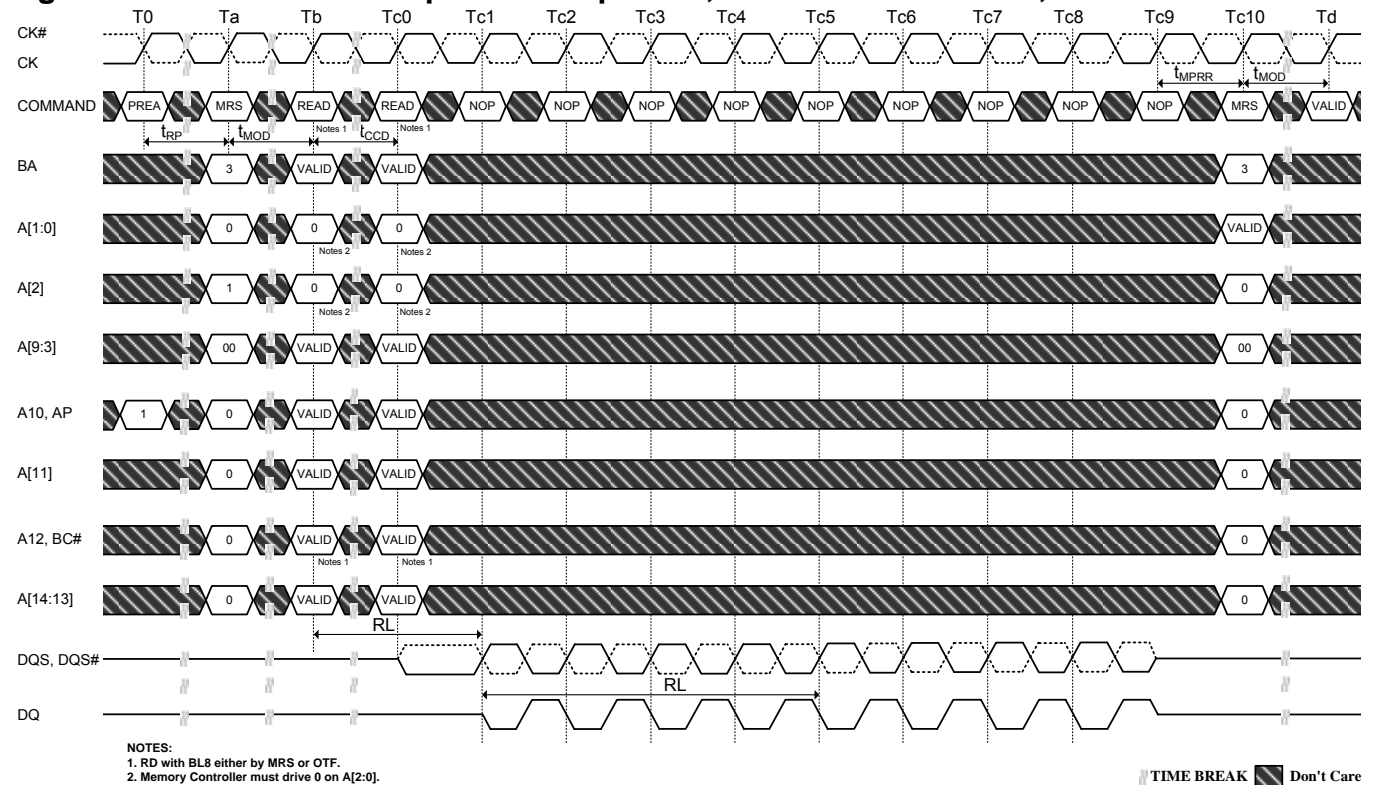 T0 Ta Tb Tc0 Tc1 Tc2 Tc3 Tc4 Tc5 Tc6 Tc7 Tc8 Tc9 Tc10 Td
CK#
CK
tMPRR tMOD
COMMAND PREA MRS READ READ NOP NOP NOP NOP NOP NOP NOP NOP NOP MRS VALID
Notes 1 Notes 1
tRP tMOD tCCD
BA 3 VALID VALID 3
A[1:0] 0 0 0 VALID
Notes 2 Notes 2
A[2] 1 0 0 0
Notes 2 Notes 2
A[9:3] 00 VALID VALID 00
A10, AP 1 0 VALID VALID 0
A[11] 0 VALID VALID 0
A12, BC# 0 VALID VALID 0
Notes 1 Notes 1
A[14:13] 0 VALID VALID 0
RL
DQS, DQS#
RL
DQ
NOTES:
1. RD with BL8 either by MRS or OTF.
2. Memory Controller must drive 0 on A[2:0].
TIME BREAK Don't Care